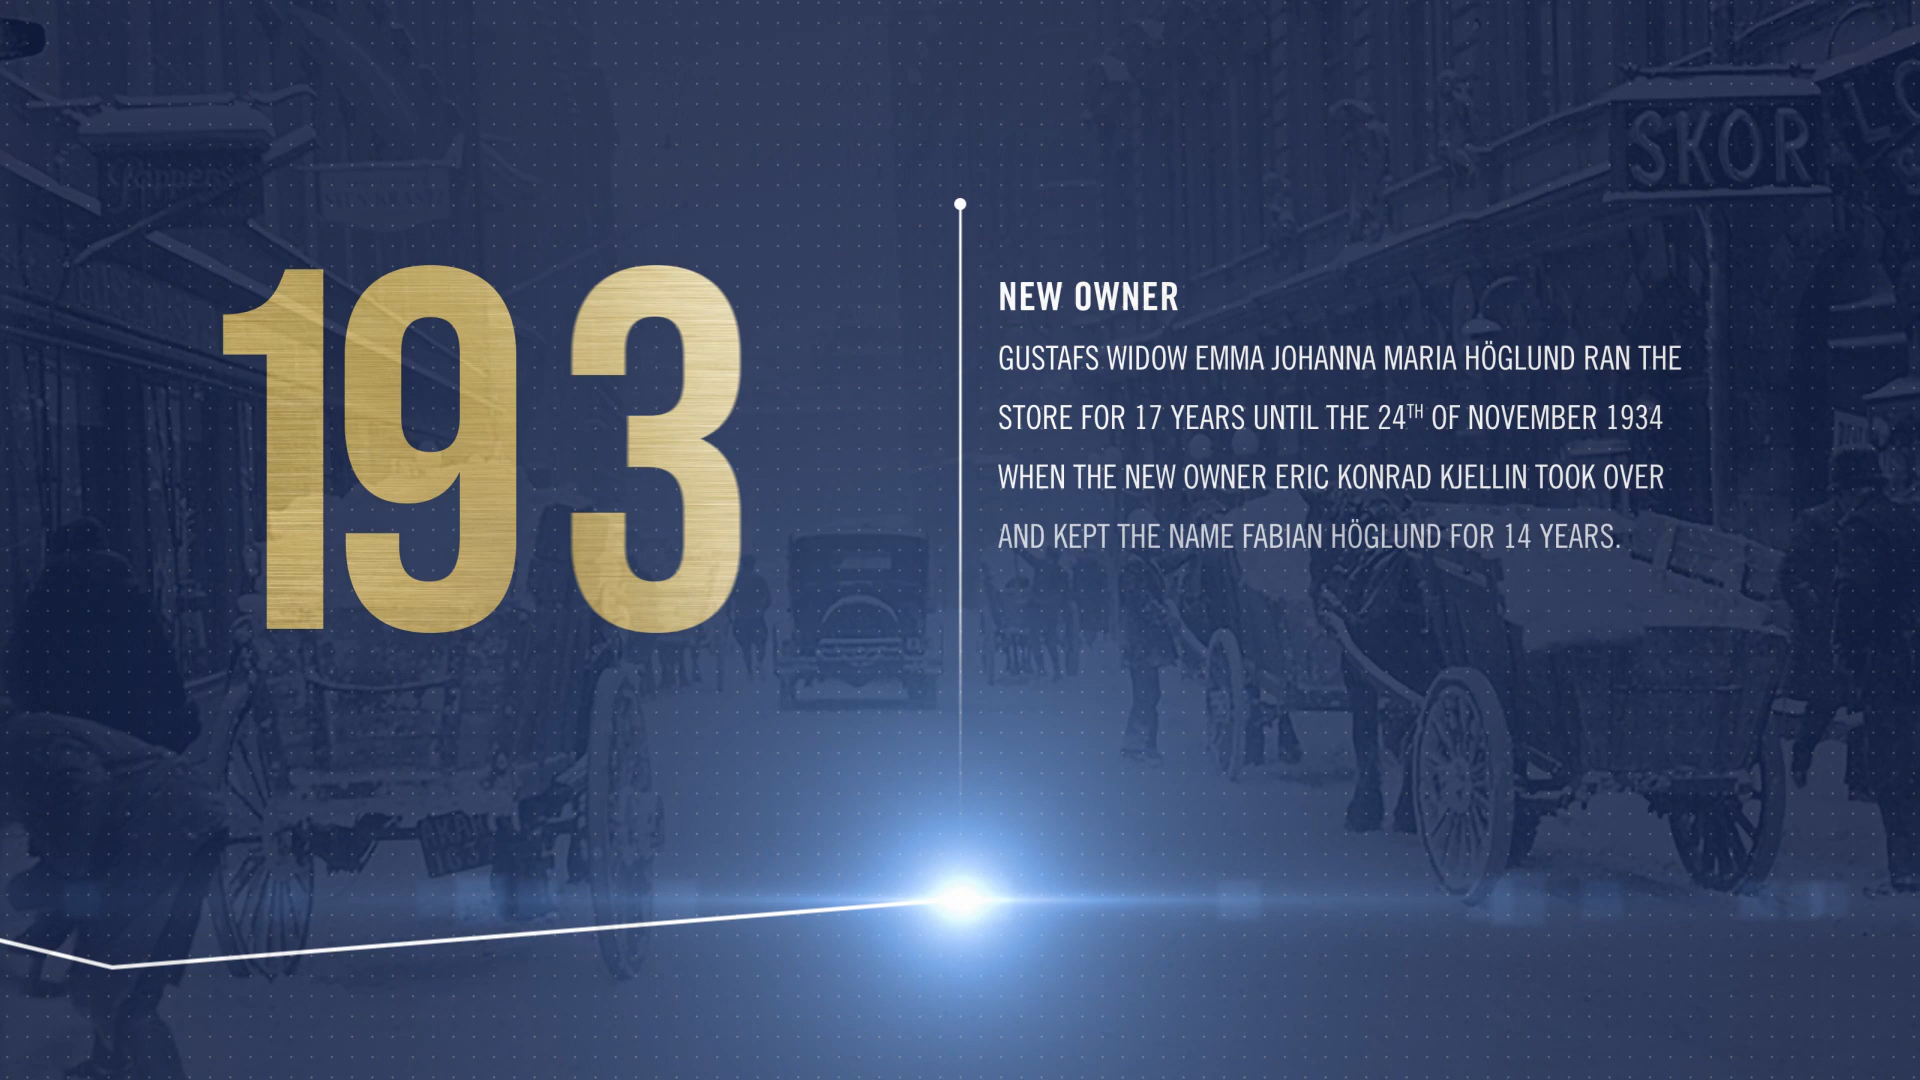 193
NEW OWNER
GUSTAFS WIDOW EMMA JOHANNA MARIA HÖGLUND RAN THE
STORE FOR 17 YEARS UNTIL THE 24TH OF NOVEMBER 1934
WHEN THE NEW OWNER ERIC KONRAD KJELLIN TOOK OVER
AND KEPT THE NAME FABIAN HÖGLUND FOR 14 YEARS.
SKOR